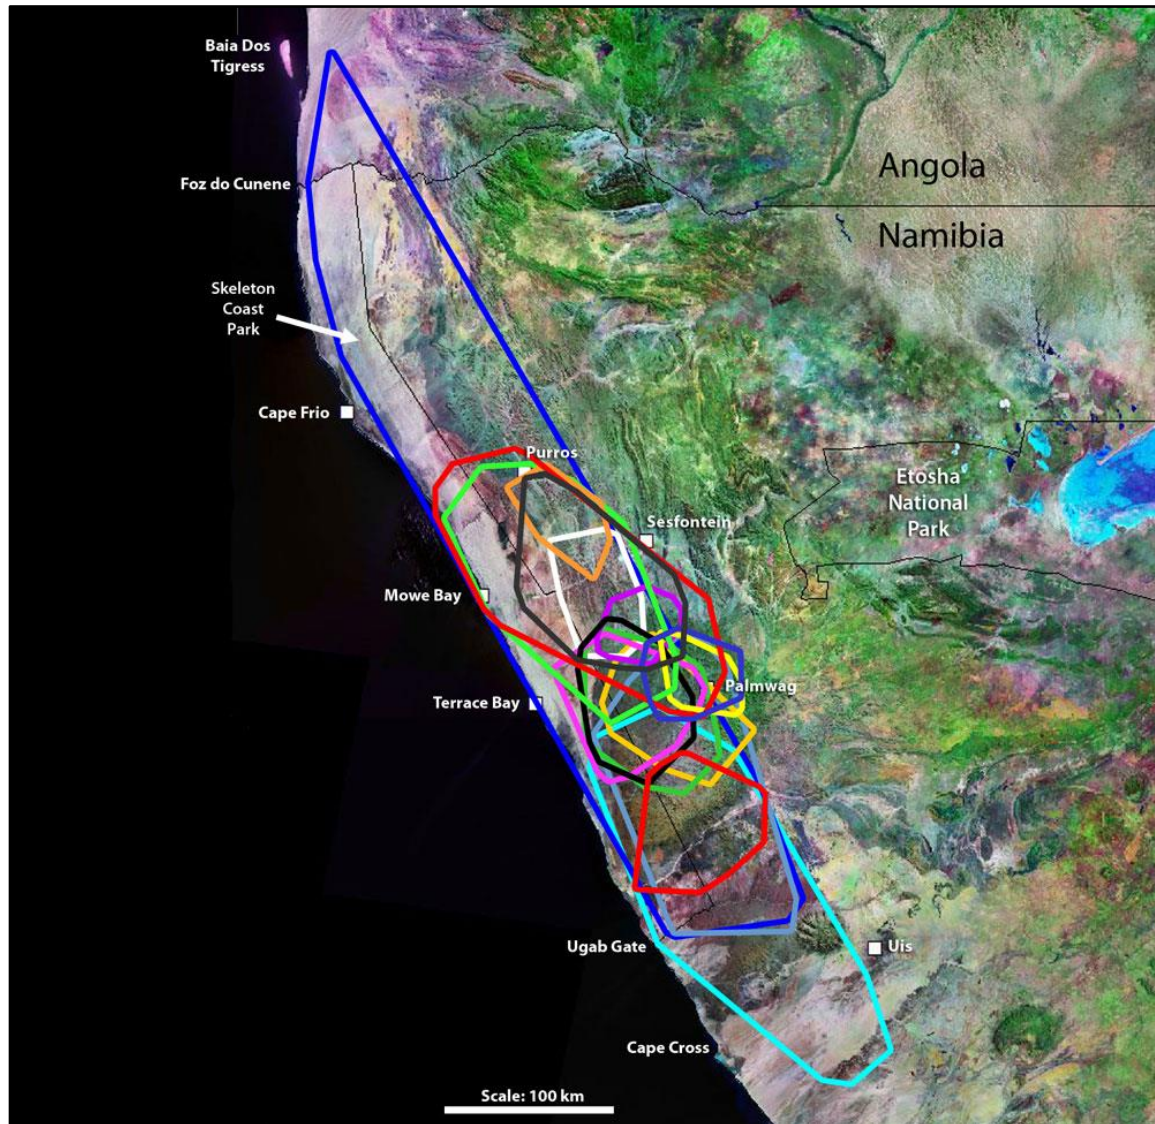 Baia Dos
Tigress
Angola
Foz do Cunene
Namibia
Skeleton
Coast
Park
Cape Frio
Purros
Etosha
National
Park
Sesfontein
Mowe Bay
Palmwag
Terrace Bay
Ugab Gate
Uis
Cape Cross
Scale: 100 km